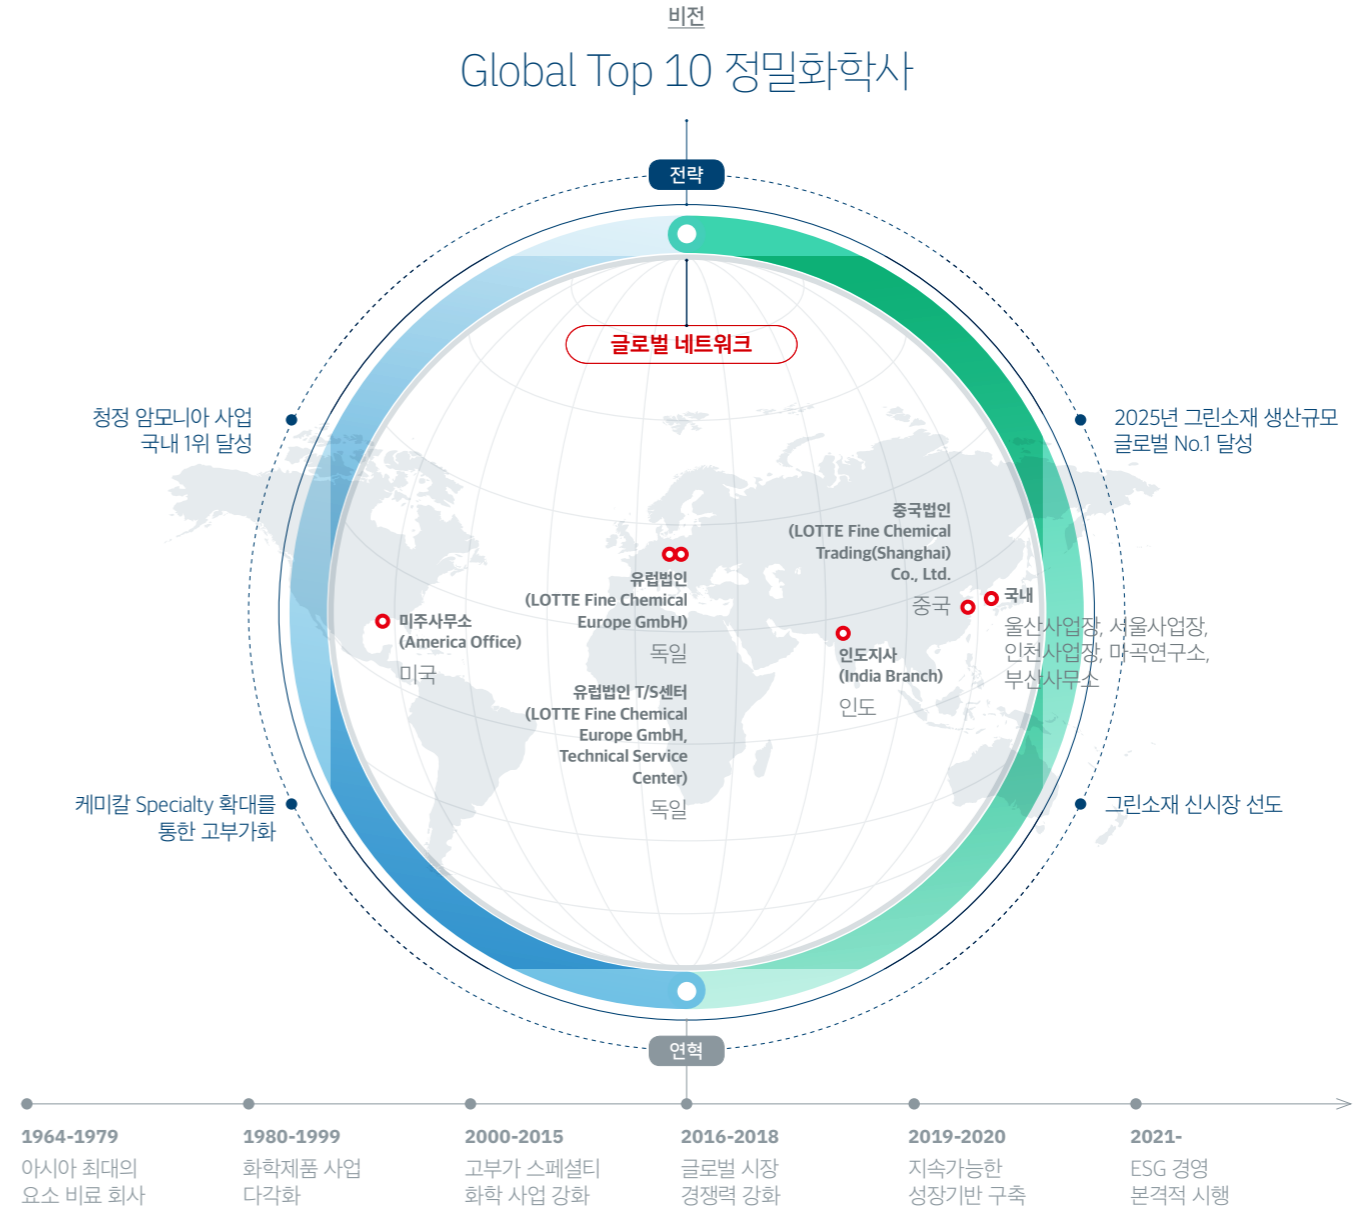 비전
Global Top 10 정밀화학사
전략
글로벌 네트워크
청정 암모니아 사업
국내 1위 달성
2025년 그린소재 생산규모
글로벌 No.1 달성
중국법인
(LOTTE Fine Chemical
Trading(Shanghai)
Co., Ltd.
중국
국내
울산사업장, 서울사업장,
인천사업장, 마곡연구소,
부산사무소
유럽법인
(LOTTE Fine Chemical
Europe GmbH)
독일
미주사무소
(America Office)
미국
인도지사
(India Branch)
인도
유럽법인 T/S센터
(LOTTE Fine Chemical
Europe GmbH,
Technical Service
Center)
독일
케미칼 Specialty 확대를
통한 고부가화
그린소재 신시장 선도
연혁
1964-1979
아시아 최대의
요소 비료 회사
1980-1999
화학제품 사업
다각화
2000-2015
고부가 스페셜티
화학 사업 강화
2016-2018
글로벌 시장
경쟁력 강화
2019-2020
지속가능한
성장기반 구축
2021-
ESG 경영
본격적 시행